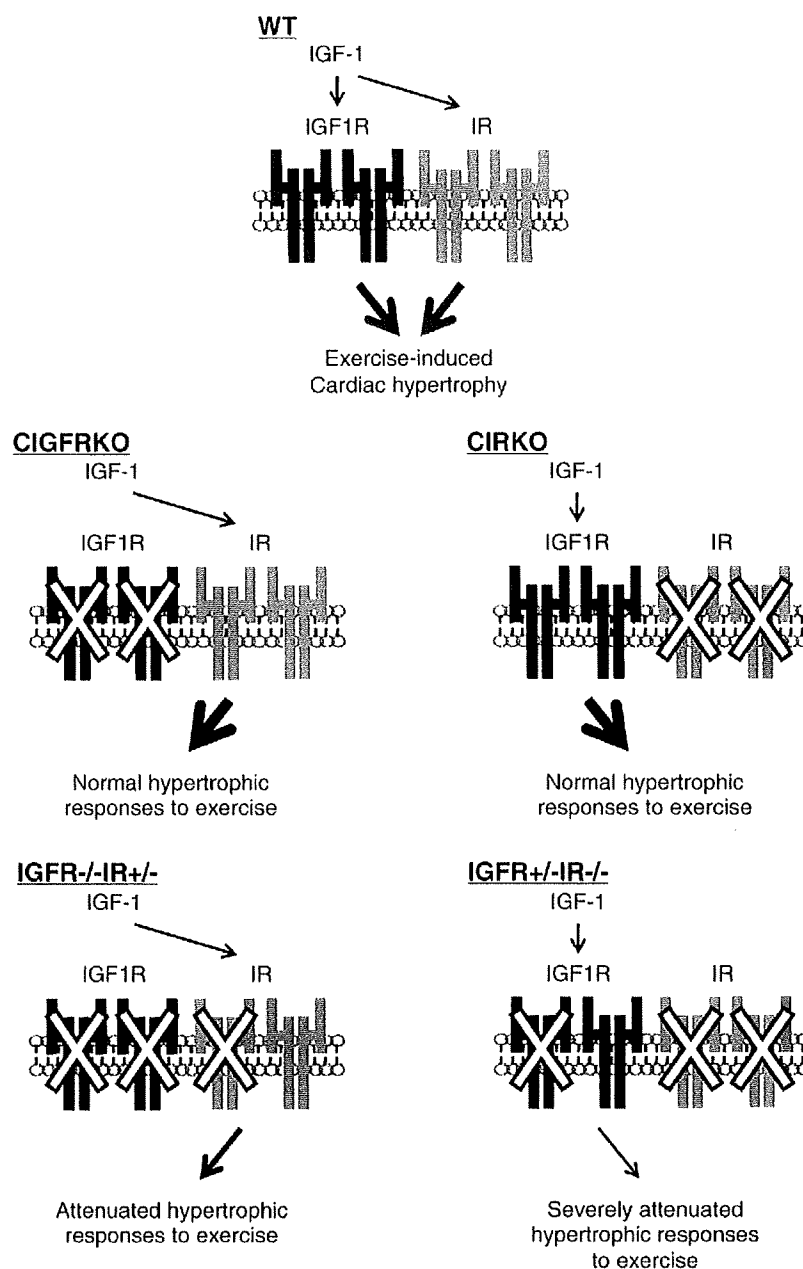 WT
IGF-1
IGF1R IR
Exercise-induced
Cardiac hypertrophy
CIGFRKO
IGF-1
IGF1R IR
Normal hypertrophic
responses to exercise
CIRKO
IGF-1
IGF1R IR
Normal hypertrophic
responses to exercise
IGFR-/-IR+/-
IGF-1
IGF1R IR
Attenuated hypertrophic
responses to exercise
IGFR+/-IR-/-
IGF-1
IGF1R IR
Severely attenuated
hypertrophic responses
to exercise